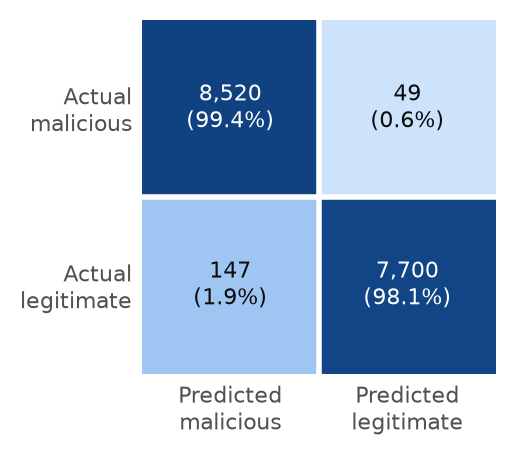 Actual
malicious
8,520
(99.4%)
49
(0.6%)
Actual
legitimate
147
(1.9%)
7,700
(98.1%)
Predicted
malicious
Predicted
legitimate